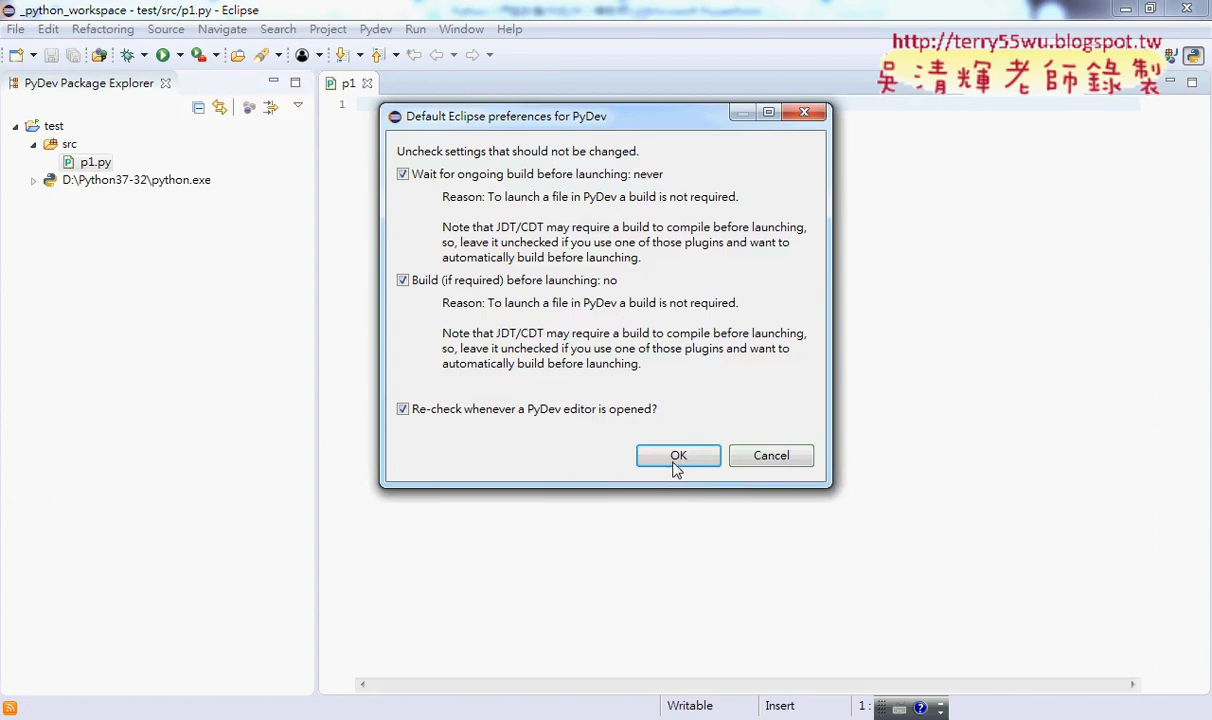 _python_workspace - test/src/p1.py - Eclipse
File Edit Refactoring Source Navigate Search Project Pydev Run Window Help
http://terry55wu.blogspot.tw
吳清輝老師錄製
PyDev Package Explorer
p1
test
src
p1.py
D:\Python37-32\python.exe
1
Default Eclipse preferences for PyDev
Uncheck settings that should not be changed.
Wait for ongoing build before launching: never
Reason: To launch a file in PyDev a build is not required.
Note that JDT/CDT may require a build to compile before launching,
so, leave it unchecked if you use one of those plugins and want to
automatically build before launching.
Build (if required) before launching: no
Reason: To launch a file in PyDev a build is not required.
Note that JDT/CDT may require a build to compile before launching,
so, leave it unchecked if you use one of those plugins and want to
automatically build before launching.
Re-check whenever a PyDev editor is opened?
OK Cancel
Writable Insert 1 :